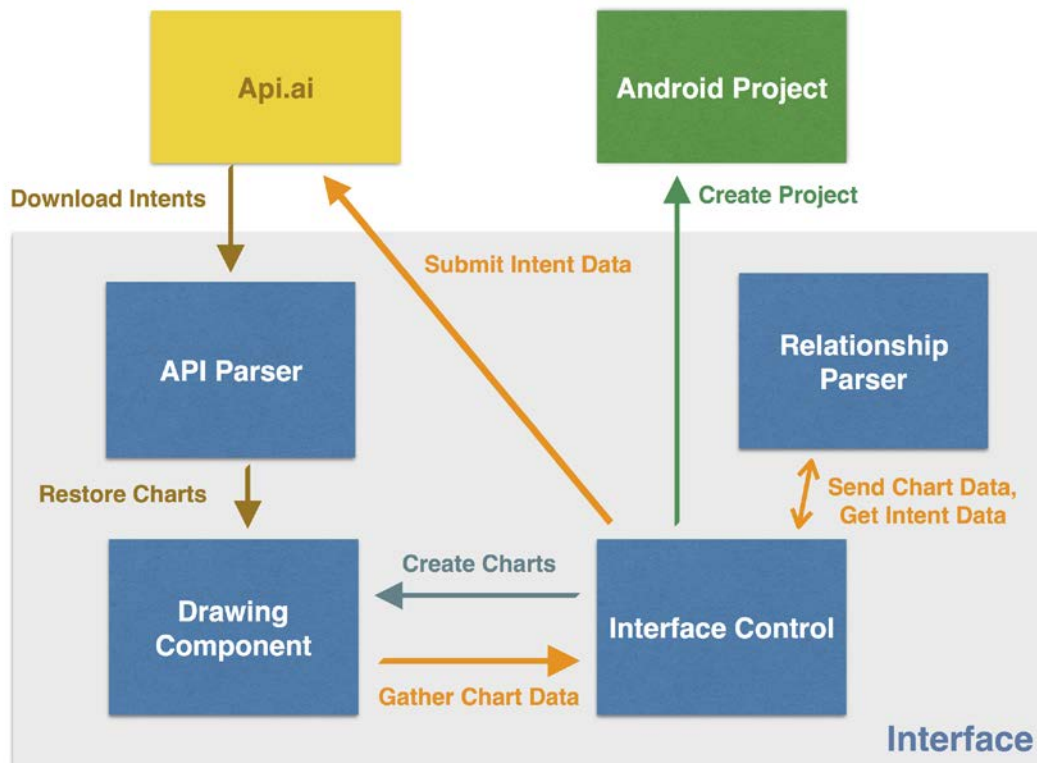 Api.ai
Android Project
Download Intents
Create Project
Submit Intent Data
API Parser
Relationship
Parser
Restore Charts
Send Chart Data,
Get Intent Data
Create Charts
Drawing
Component
Interface Control
Gather Chart Data
Interface